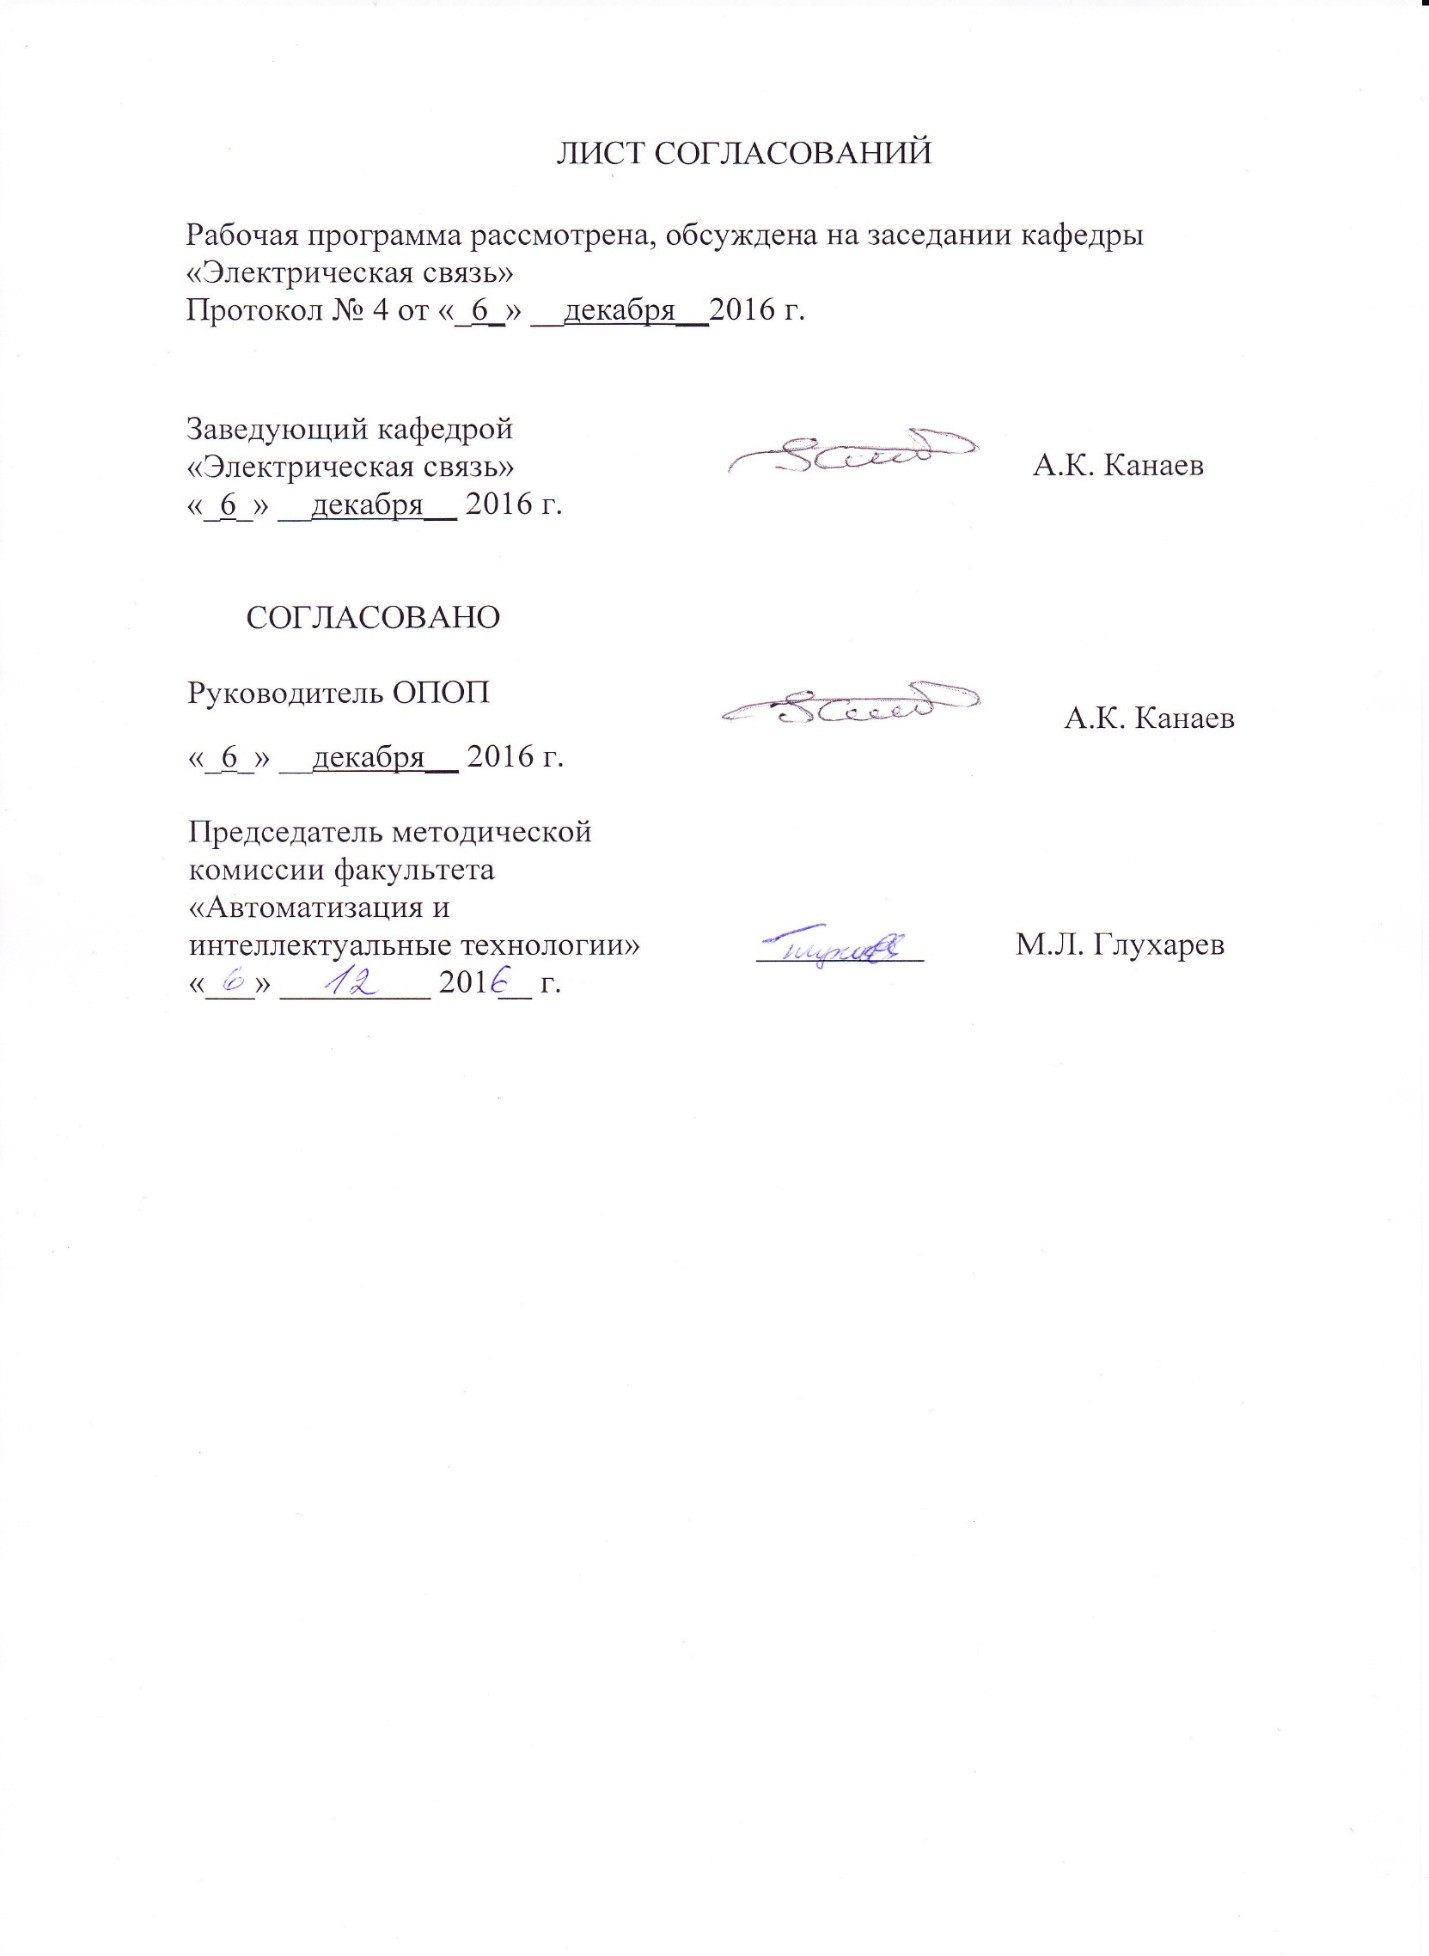 ЛИСТ СОГЛАСОВАНИЙ
Рабочая программа рассмотрена, обсуждена на заседании кафедры
«Электрическая связь»
Протокол № 4 от «_6_» __декабря__2016 г.
Заведующий кафедрой
«Электрическая связь» А.К. Канаев
«_6_» __декабря__ 2016 г.
СОГЛАСОВАНО
Руководитель ОПОП
А.К. Канаев
«_6_» __декабря__ 2016 г.
Председатель методической
комиссии факультета
«Автоматизация и
интеллектуальные технологии» М.Л. Глухарев
«6» 12 2016 г.